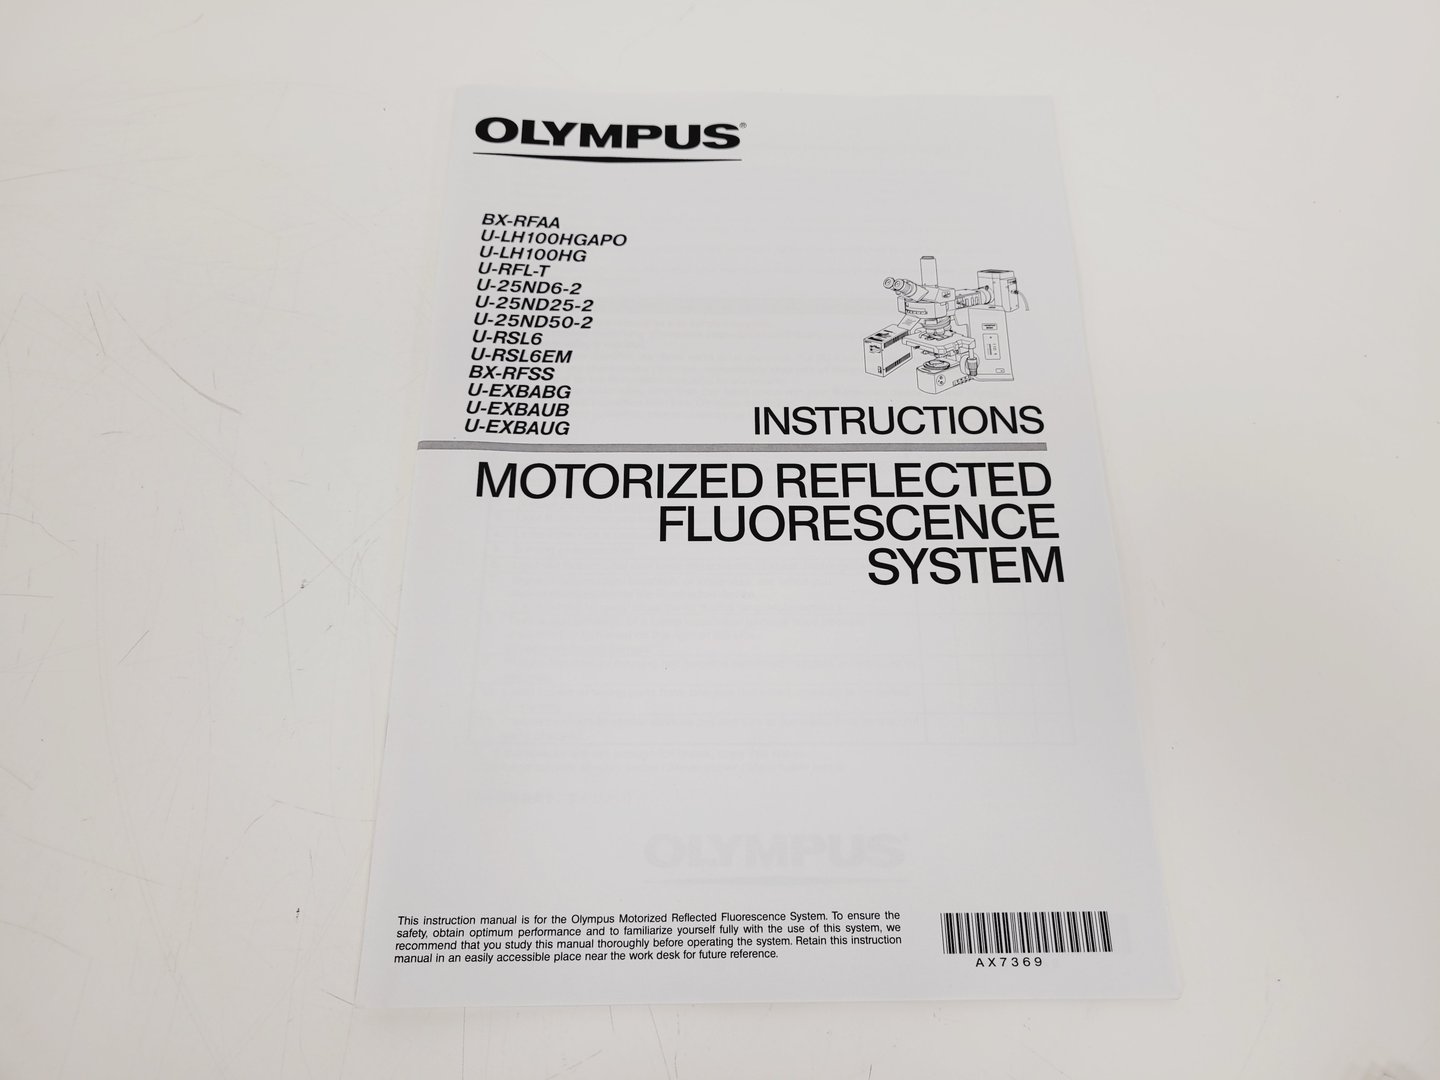 OLYMPUS®
BX-RFAA
U-LH100HGAPO
U-LH100HG
U-RFL-T
U-25ND6-2
U-25ND25-2
U-25ND50-2
U-RSL6
U-RSL6EM
BX-RFSS
U-EXBABG
U-EXBAUB
U-EXBAUG
INSTRUCTIONS
MOTORIZED REFLECTED
FLUORESCENCE
SYSTEM
OLYMPUS
This instruction manual is for the Olympus Motorized Reflected Fluorescence System. To ensure the
safety, obtain optimum performance and to familiarize yourself fully with the use of this system, we
recommend that you study this manual thoroughly before operating the system. Retain this instruction
manual in an easily accessible place near the work desk for future reference.
AX7369